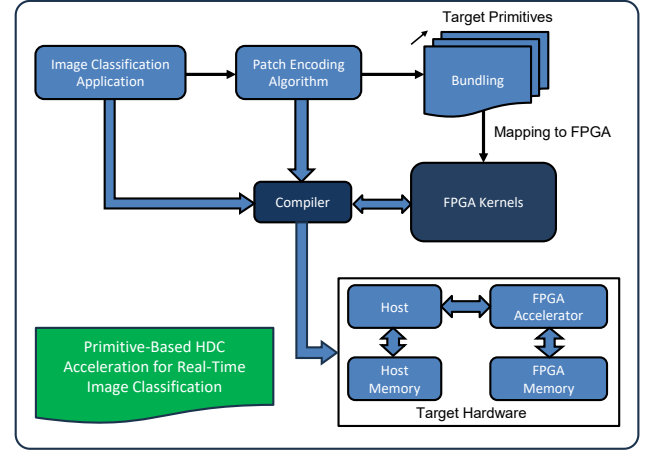 Target Primitives
Image Classification
Application
Patch Encoding
Algorithm
Bundling
Mapping to FPGA
Compiler
FPGA Kernels
Host
FPGA
Accelerator
Host
Memory
FPGA
Memory
Target Hardware
Primitive-Based HDC
Acceleration for Real-Time
Image Classification